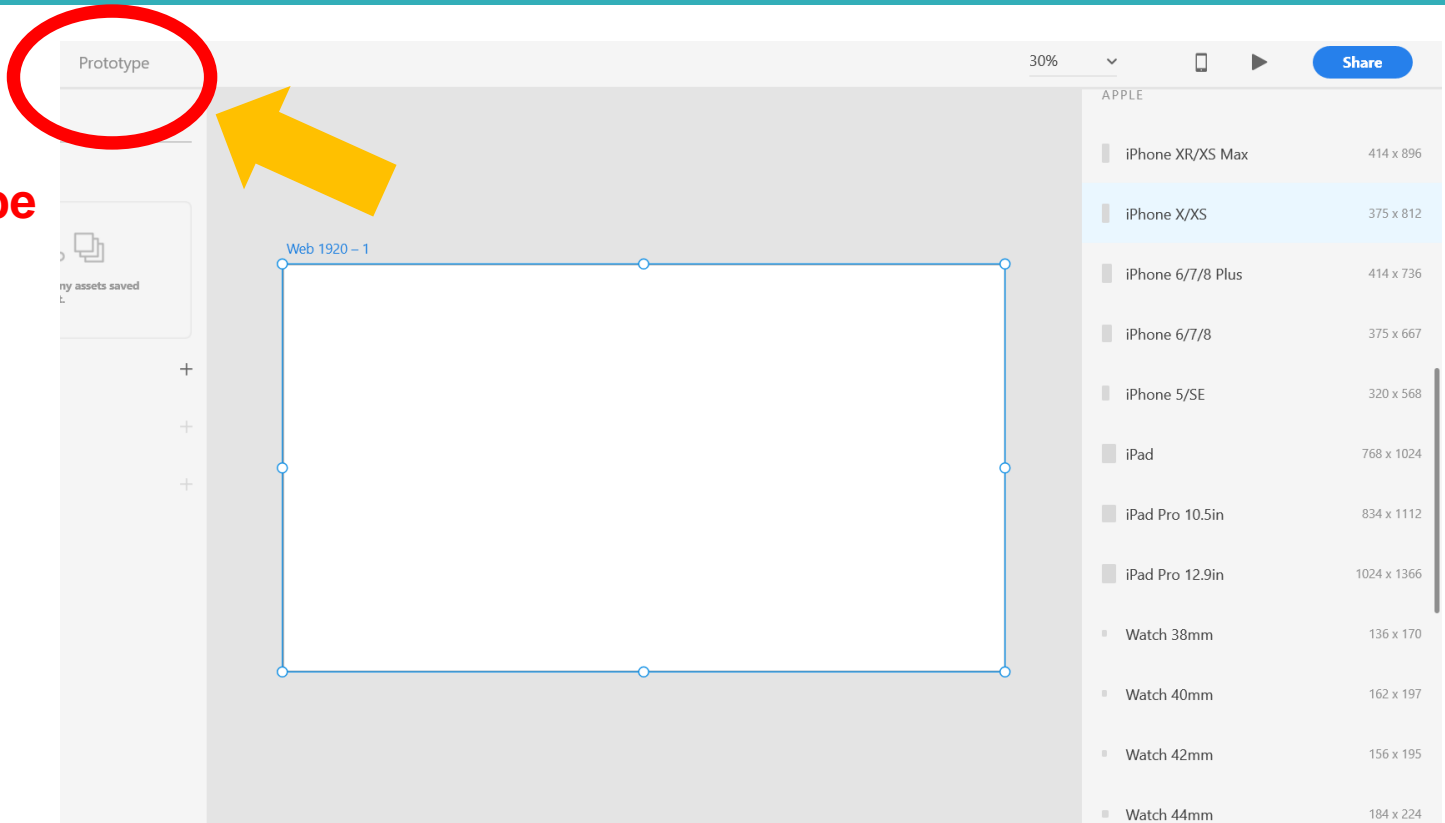 Prototype
30%
Share
APPLE
iPhone XR/XS Max 414 x 896
iPhone X/XS 375 x 812
Web 1920 – 1
iPhone 6/7/8 Plus 414 x 736
assets saved
iPhone 6/7/8 375 x 667
iPhone 5/SE 320 x 568
iPad 768 x 1024
iPad Pro 10.5in 834 x 1112
iPad Pro 12.9in 1024 x 1366
Watch 38mm 136 x 170
Watch 40mm 162 x 197
Watch 42mm 156 x 195
Watch 44mm 184 x 224